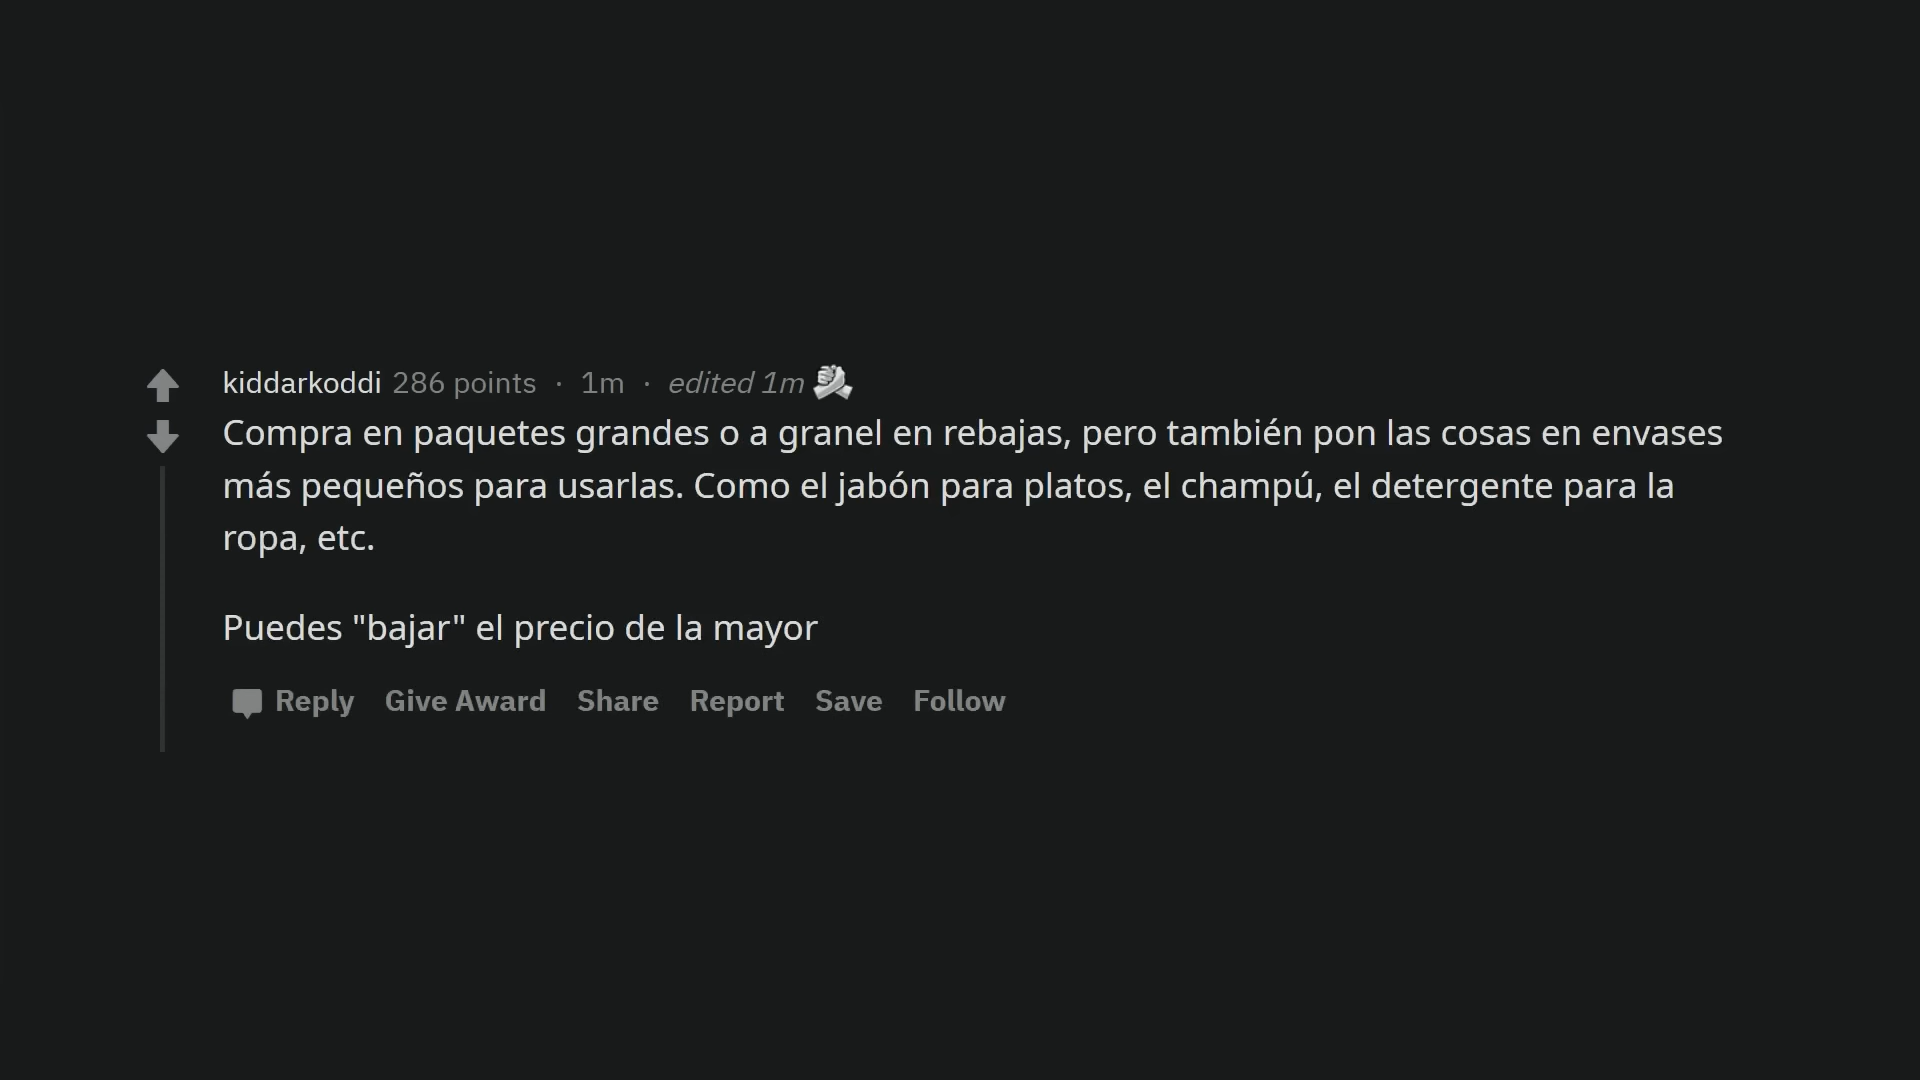 kiddarkoddi 286 points · 1m · edited 1m
Compra en paquetes grandes o a granel en rebajas, pero también pon las cosas en envases
más pequeños para usarlas. Como el jabón para platos, el champú, el detergente para la
ropa, etc.
Puedes "bajar" el precio de la mayor
Reply Give Award Share Report Save Follow